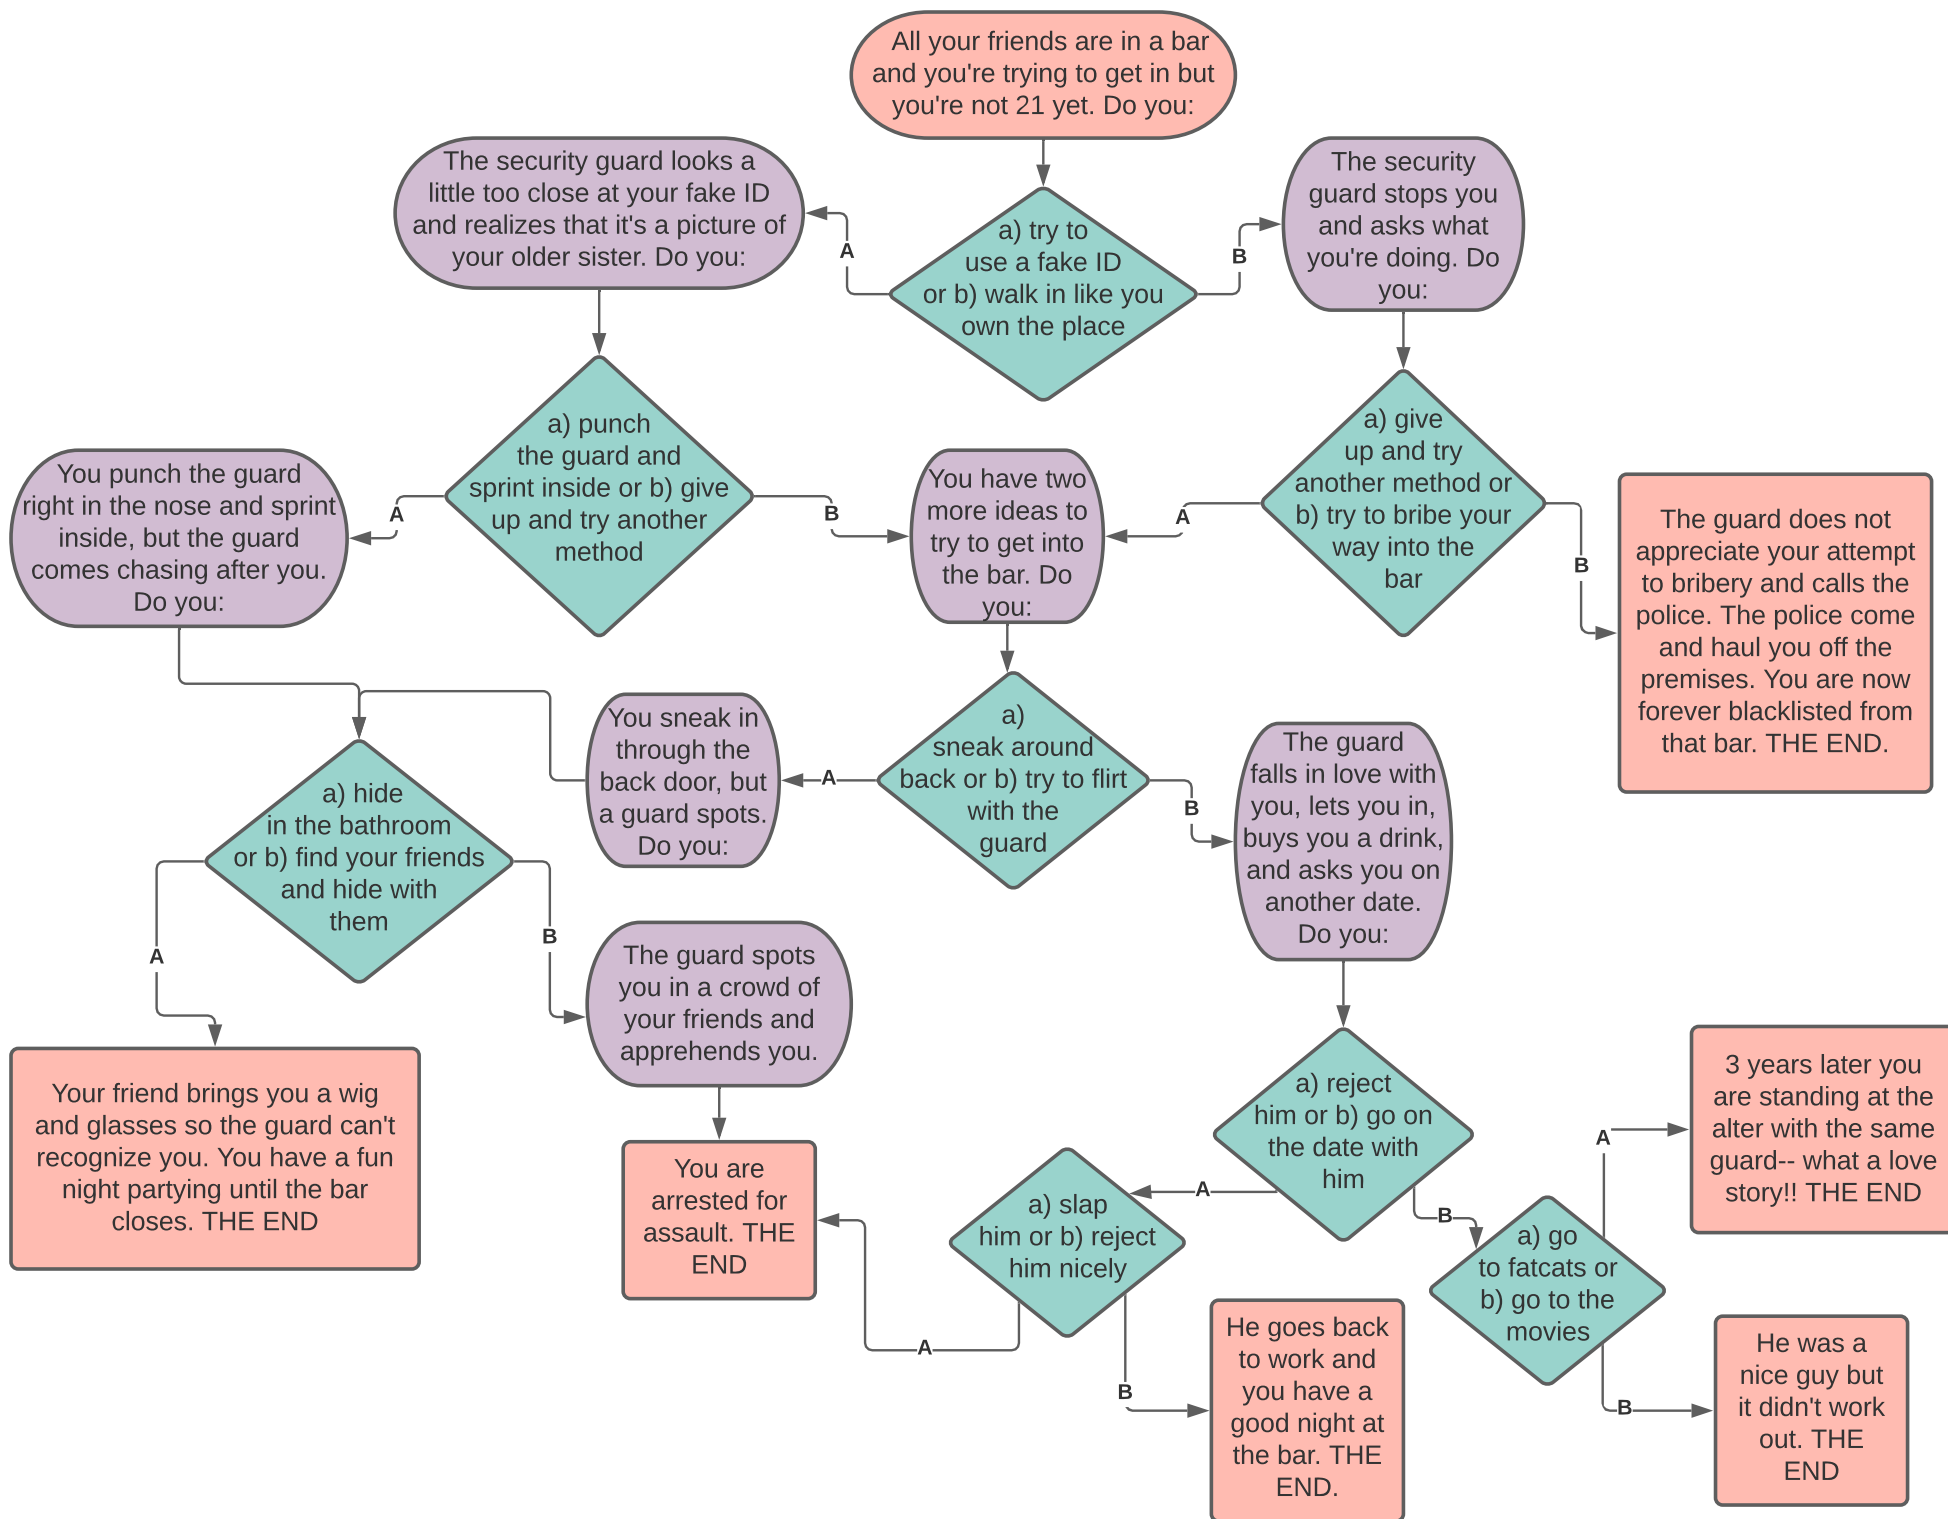 All your friends are in a bar
and you're trying to get in but
you're not 21 yet. Do you:
The security guard looks a
little too close at your fake ID
and realizes that it's a picture of
your older sister. Do you:
The security
guard stops you
and asks what
you're doing. Do
you:
a) try to
use a fake ID
or b) walk in like you
own the place
A
B
a) punch
the guard and
sprint inside or b) give
up and try another
method
a) give
up and try
another method or
b) try to bribe your
way into the
bar
You punch the guard
right in the nose and sprint
inside, but the guard
comes chasing after you.
Do you:
A
B
You have two
more ideas to
try to get into
the bar. Do
you:
A
B
The guard does not
appreciate your attempt
to bribery and calls the
police. The police come
and haul you off the
premises. You are now
forever blacklisted from
that bar. THE END.
You sneak in
through the
back door, but
a guard spots.
Do you:
A
a)
sneak around
back or b) try to flirt
with the
guard
B
The guard
falls in love with
you, lets you in,
buys you a drink,
and asks you on
another date.
Do you:
a) hide
in the bathroom
or b) find your friends
and hide with
them
A
B
The guard spots
you in a crowd of
your friends and
apprehends you.
Your friend brings you a wig
and glasses so the guard can't
recognize you. You have a fun
night partying until the bar
closes. THE END
You are
arrested for
assault. THE
END
a) reject
him or b) go on
the date with
him
A
B
a) slap
him or b) reject
him nicely
A
B
a) go
to fatcats or
b) go to the
movies
A
B
3 years later you
are standing at the
alter with the same
guard-- what a love
story!! THE END
He goes back
to work and
you have a
good night at
the bar. THE
END.
He was a
nice guy but
it didn't work
out. THE
END